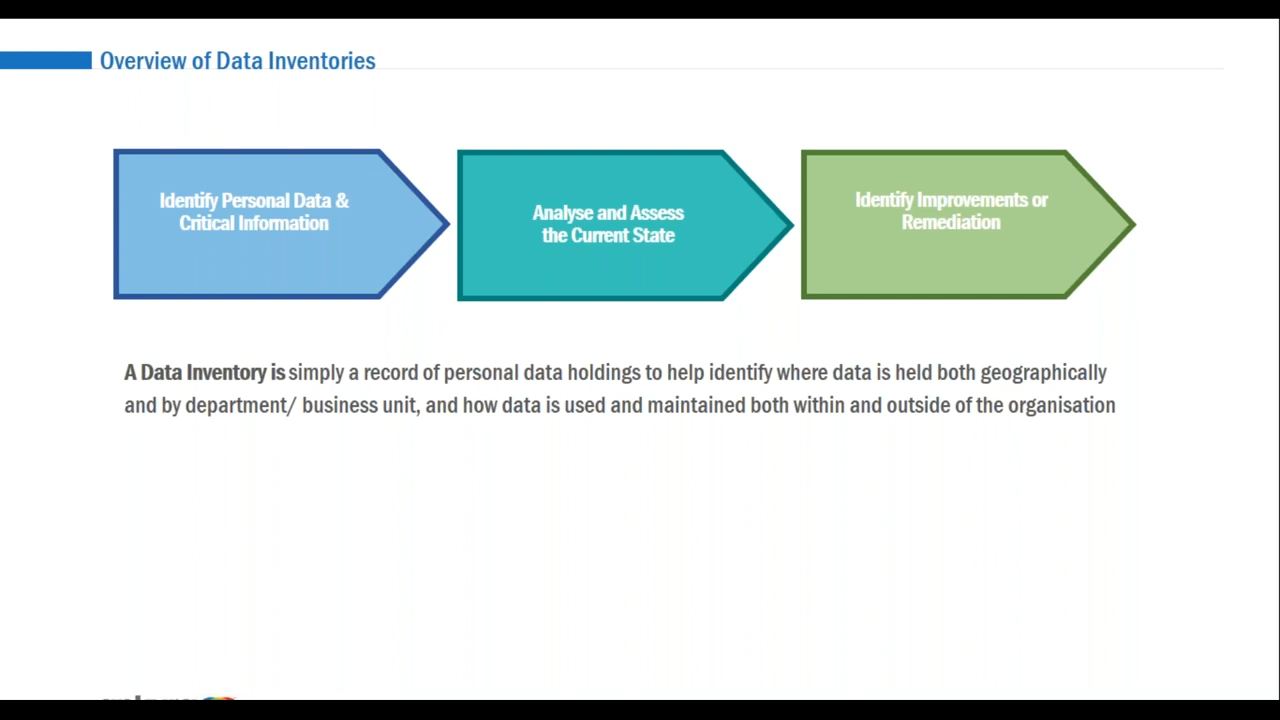 Overview of Data Inventories
Identify Personal Data &
Critical Information
Analyse and Assess
the Current State
Identify Improvements or
Remediation
A Data Inventory is simply a record of personal data holdings to help identify where data is held both geographically
and by department/ business unit, and how data is used and maintained both within and outside of the organisation